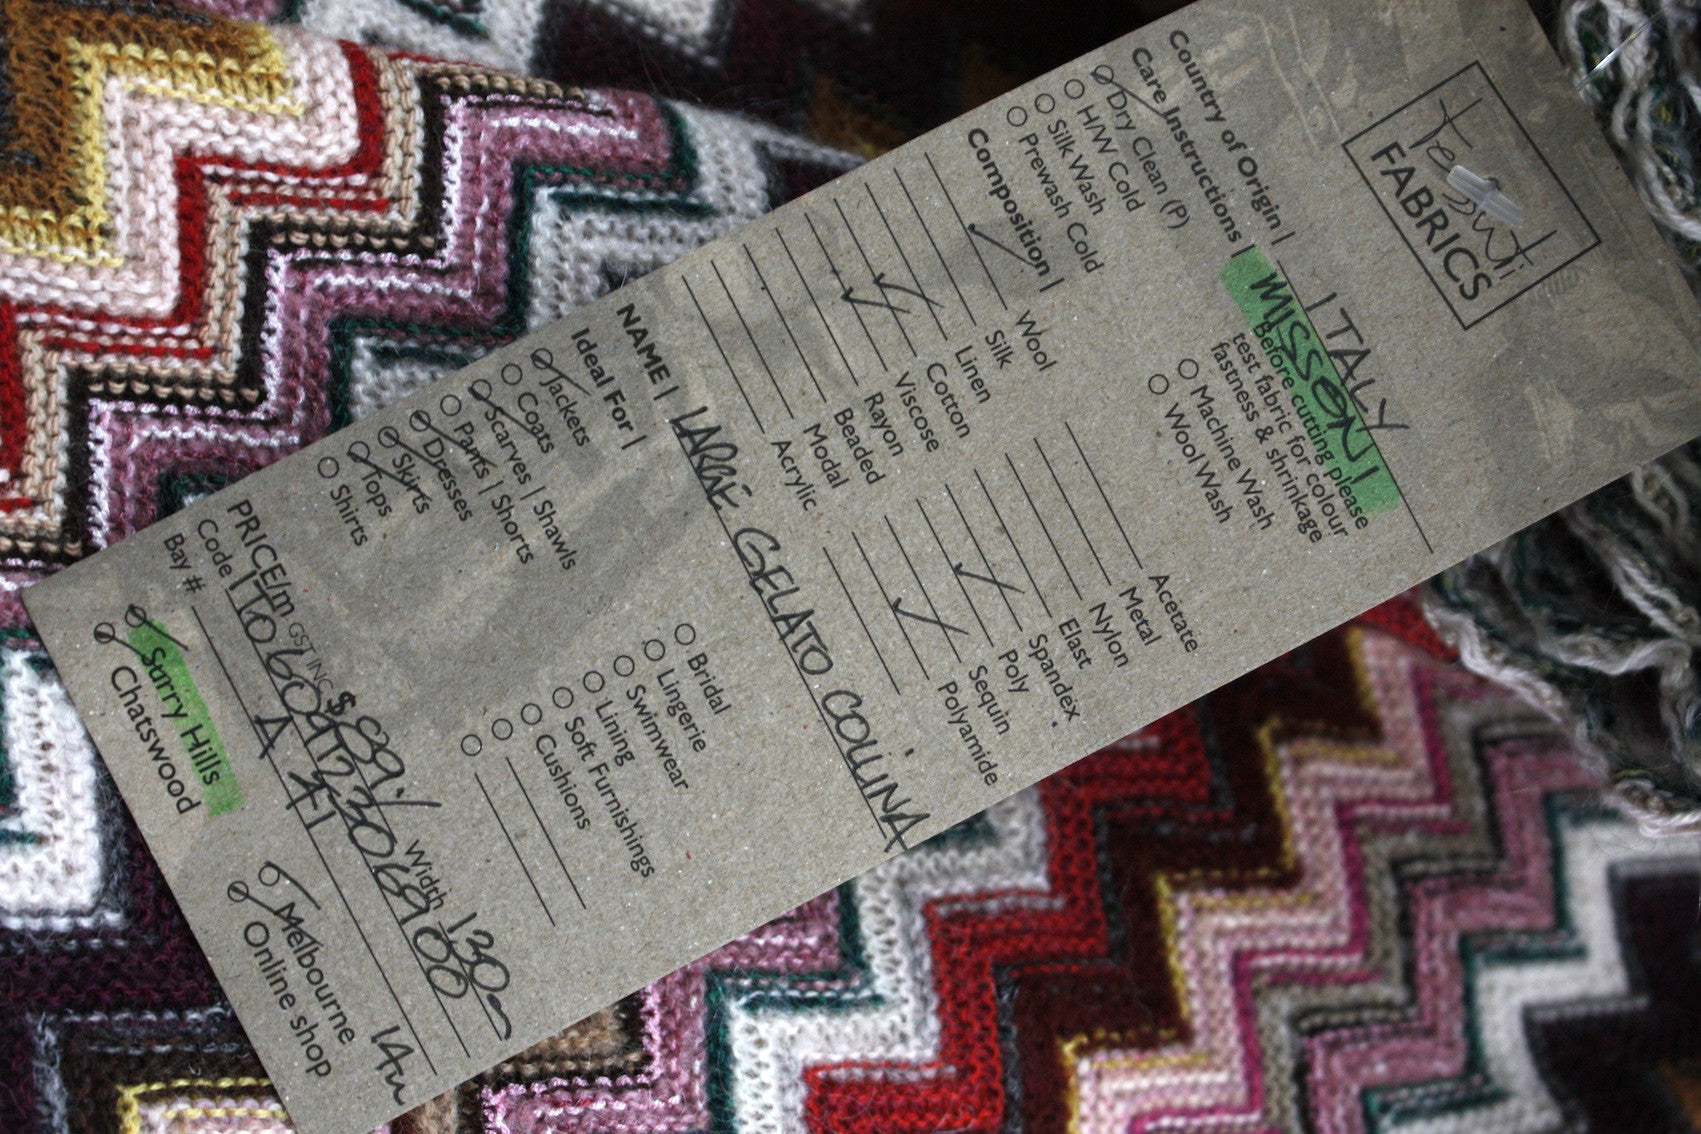 Tessuti
FABRICS
Country of Origin | ITALY
Care Instructions | MISSONI
Dry Clean (P)
H/W Cold
Silk Wash
Prewash Cold
Before cutting please
test fabric for colour
fastness & shrinkage
Machine Wash
Wool Wash
Composition |
Wool
Silk
Linen
Cotton
Viscose
Rayon
Beaded
Modal
Acrylic
Acetate
Metal
Nylon
Elast
Spandex
Poly
Sequin
Polyamide
NAME | LARGE GELATO COLLINA
Ideal For |
Jackets
Coats
Scarves | Shawls
Pants | Shorts
Dresses
Skirts
Tops
Shirts
Bridal
Lingerie
Swimwear
Lining
Soft Furnishings
Cushions
PRICE/m GST INC $ Width 130cm
Code
Bay #
Surry Hills
Chatswood
Melbourne
Online shop